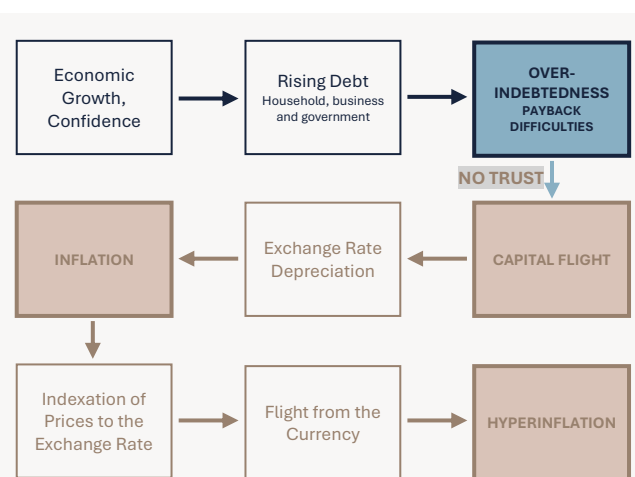 Economic
Growth,
Confidence
Rising Debt
Household, business
and government
OVER-
INDEBTEDNESS
PAYBACK
DIFFICULTIES
NO TRUST
INFLATION
Exchange Rate
Depreciation
CAPITAL FLIGHT
Indexation of
Prices to the
Exchange Rate
Flight from the
Currency
HYPERINFLATION